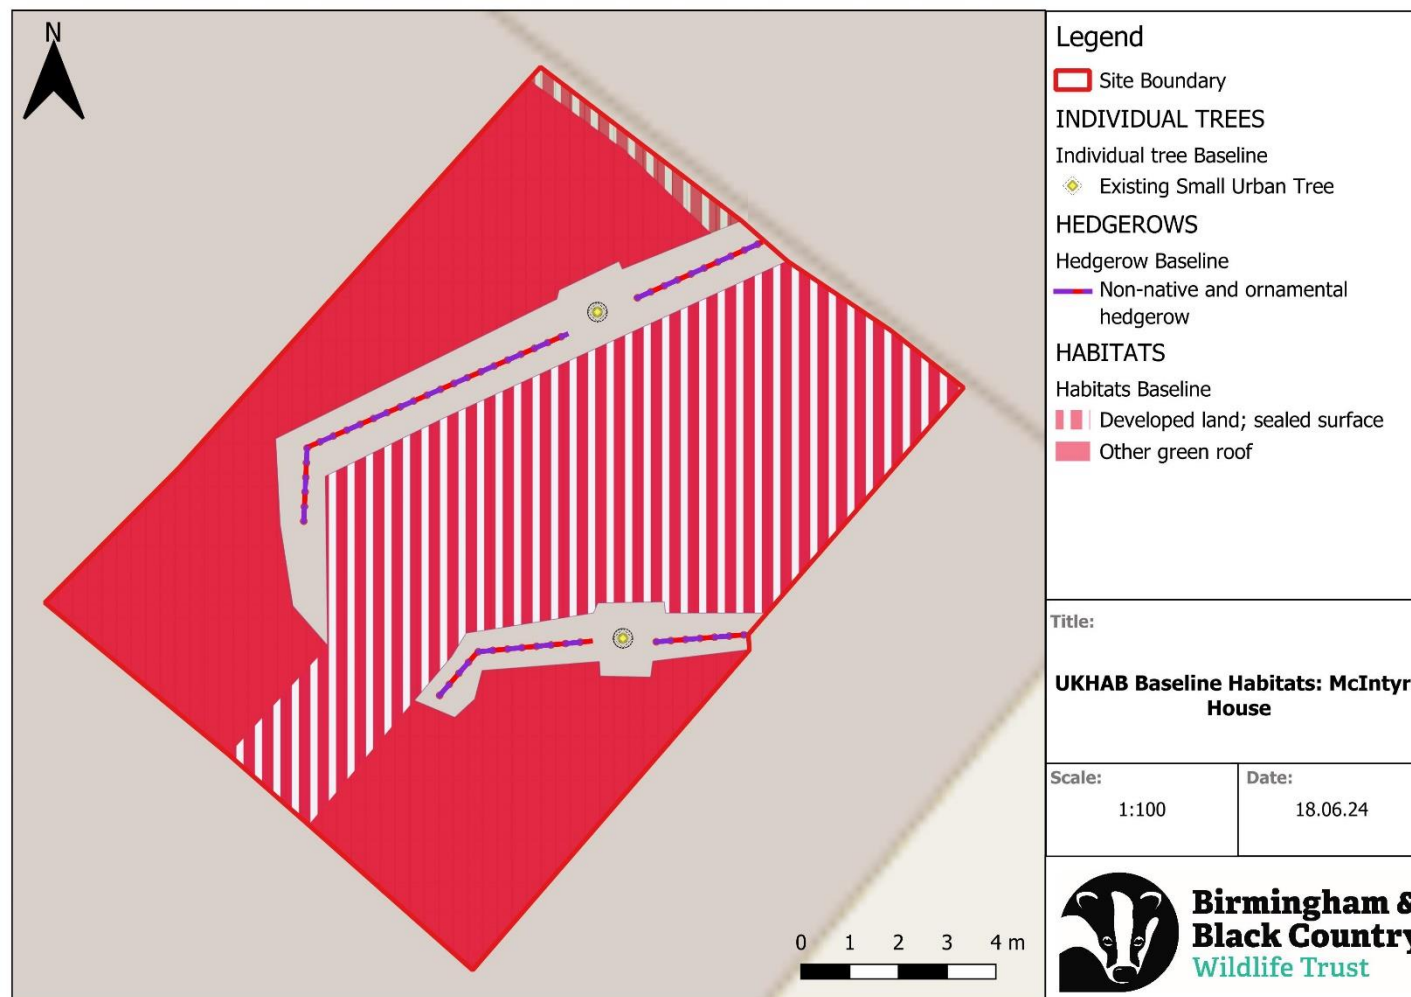 N
0 1 2 3 4 m
Legend
Site Boundary
INDIVIDUAL TREES
Individual tree Baseline
Existing Small Urban Tree
HEDGEROWS
Hedgerow Baseline
Non-native and ornamental
hedgerow
HABITATS
Habitats Baseline
Developed land; sealed surface
Other green roof
Title:
UKHAB Baseline Habitats: McIntyr
House
Scale:
1:100
Date:
18.06.24
Birmingham &
Black Country
Wildlife Trust